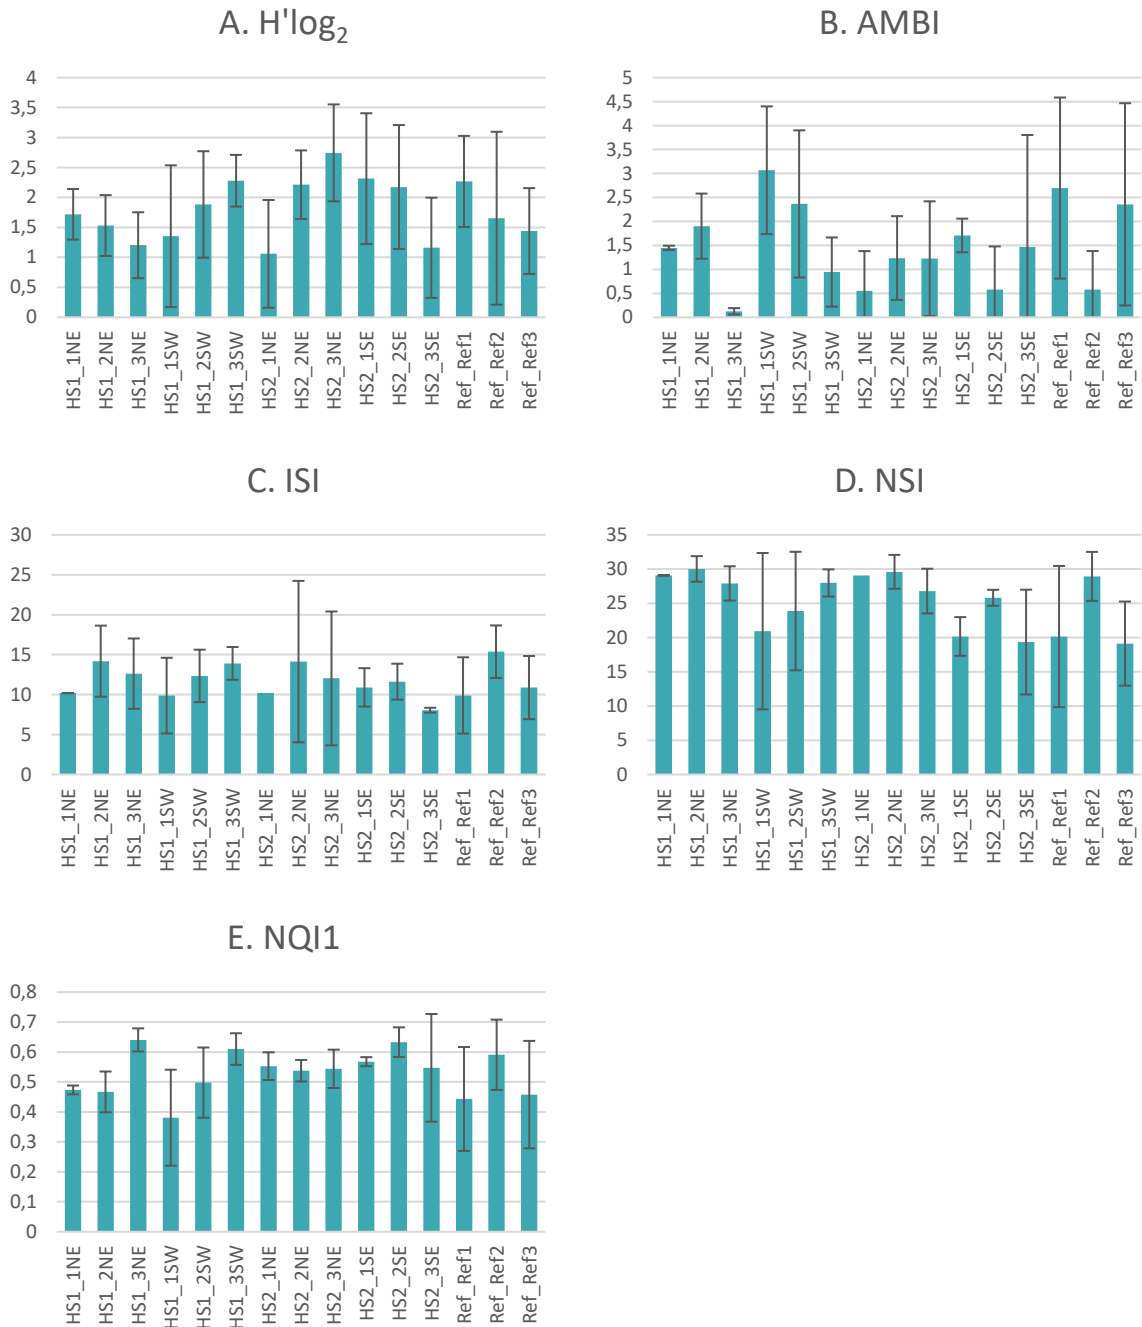 A. H'log₂
4
3,5
3
2,5
2
1,5
1
0,5
0
HS1_1NE
HS1_2NE
HS1_3NE
HS1_1SW
HS1_2SW
HS1_3SW
HS2_1NE
HS2_2NE
HS2_3NE
HS2_1SE
HS2_2SE
HS2_3SE
Ref_Ref1
Ref_Ref2
Ref_Ref3
B. AMBI
5
4,5
4
3,5
3
2,5
2
1,5
1
0,5
0
HS1_1NE
HS1_2NE
HS1_3NE
HS1_1SW
HS1_2SW
HS1_3SW
HS2_1NE
HS2_2NE
HS2_3NE
HS2_1SE
HS2_2SE
HS2_3SE
Ref_Ref1
Ref_Ref2
Ref_Ref3
C. ISI
30
25
20
15
10
5
0
HS1_1NE
HS1_2NE
HS1_3NE
HS1_1SW
HS1_2SW
HS1_3SW
HS2_1NE
HS2_2NE
HS2_3NE
HS2_1SE
HS2_2SE
HS2_3SE
Ref_Ref1
Ref_Ref2
Ref_Ref3
D. NSI
35
30
25
20
15
10
5
0
HS1_1NE
HS1_2NE
HS1_3NE
HS1_1SW
HS1_2SW
HS1_3SW
HS2_1NE
HS2_2NE
HS2_3NE
HS2_1SE
HS2_2SE
HS2_3SE
Ref_Ref1
Ref_Ref2
Ref_Ref3
E. NQI1
0,8
0,7
0,6
0,5
0,4
0,3
0,2
0,1
0
HS1_1NE
HS1_2NE
HS1_3NE
HS1_1SW
HS1_2SW
HS1_3SW
HS2_1NE
HS2_2NE
HS2_3NE
HS2_1SE
HS2_2SE
HS2_3SE
Ref_Ref1
Ref_Ref2
Ref_Ref3